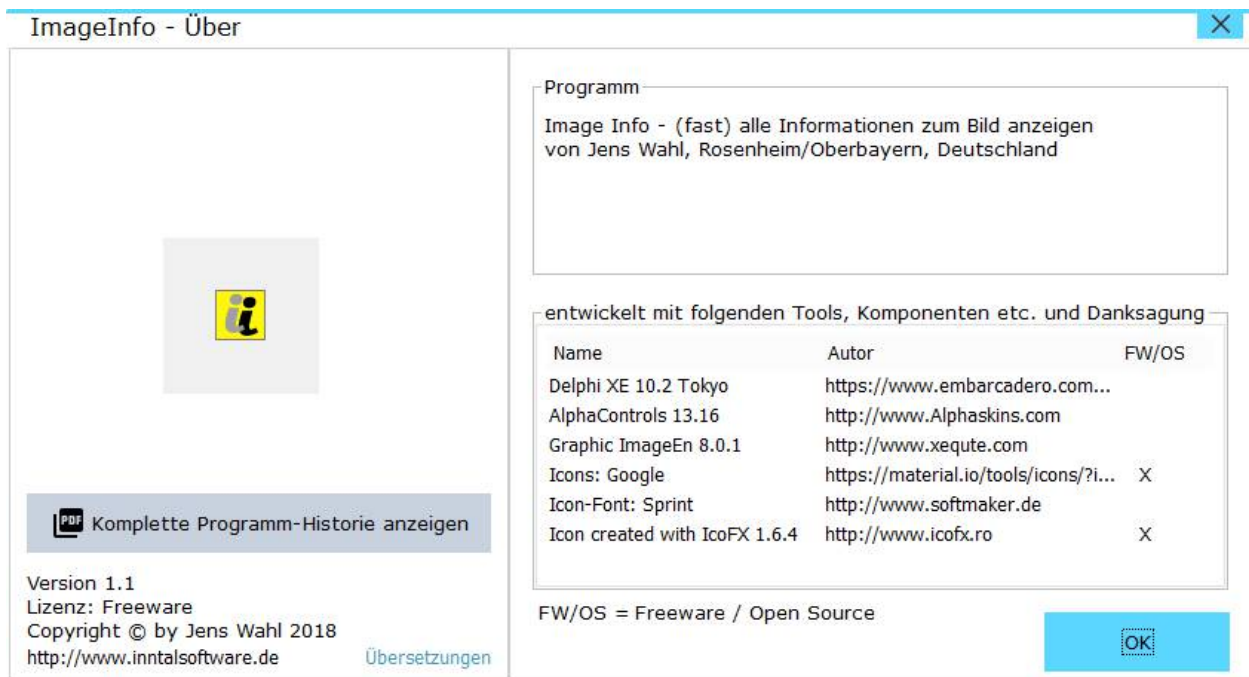 ImageInfo - Über
Programm
Image Info - (fast) alle Informationen zum Bild anzeigen
von Jens Wahl, Rosenheim/Oberbayern, Deutschland
entwickelt mit folgenden Tools, Komponenten etc. und Danksagung
Name Autor FW/OS
Delphi XE 10.2 Tokyo https://www.embarcadero.com...
AlphaControls 13.16 http://www.Alphaskins.com
Graphic ImageEn 8.0.1 http://www.xequte.com
Icons: Google https://material.io/tools/icons/?i... X
Icon-Font: Sprint http://www.softmaker.de
Icon created with IcoFX 1.6.4 http://www.icofx.ro X
FW/OS = Freeware / Open Source
OK
ii
PDF Komplette Programm-Historie anzeigen
Version 1.1
Lizenz: Freeware
Copyright © by Jens Wahl 2018
http://www.inntalsoftware.de Übersetzungen